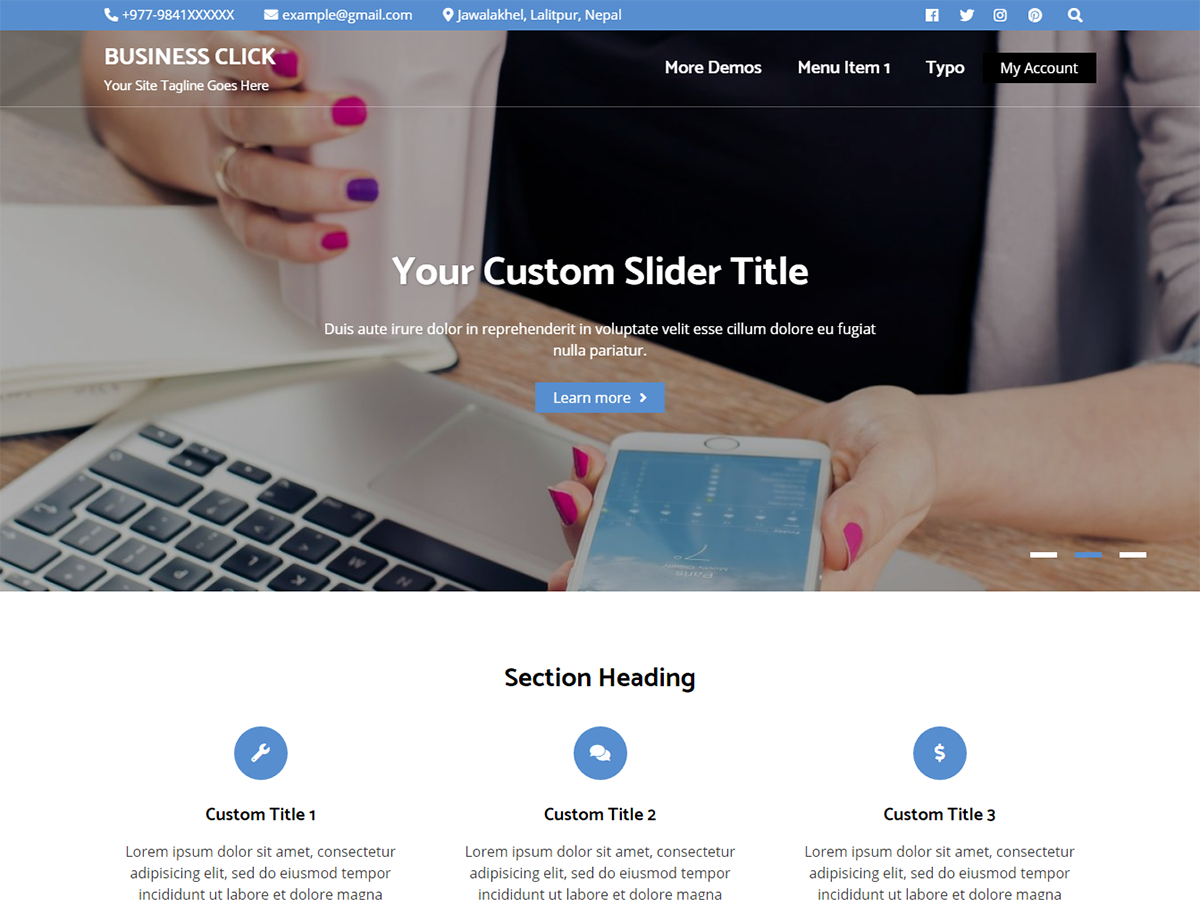 +977-9841XXXXXX example@gmail.com Jawalakhel, Lalitpur, Nepal
BUSINESS CLICK
Your Site Tagline Goes Here
More Demos Menu Item 1 Typo My Account
Your Custom Slider Title
Duis aute irure dolor in reprehenderit in voluptate velit esse cillum dolore eu fugiat
nulla pariatur.
Learn more
Paris
Section Heading
Custom Title 1
Lorem ipsum dolor sit amet, consectetur
adipisicing elit, sed do eiusmod tempor
incididunt ut labore et dolore magna
Custom Title 2
Lorem ipsum dolor sit amet, consectetur
adipisicing elit, sed do eiusmod tempor
incididunt ut labore et dolore magna
Custom Title 3
Lorem ipsum dolor sit amet, consectetur
adipisicing elit, sed do eiusmod tempor
incididunt ut labore et dolore magna